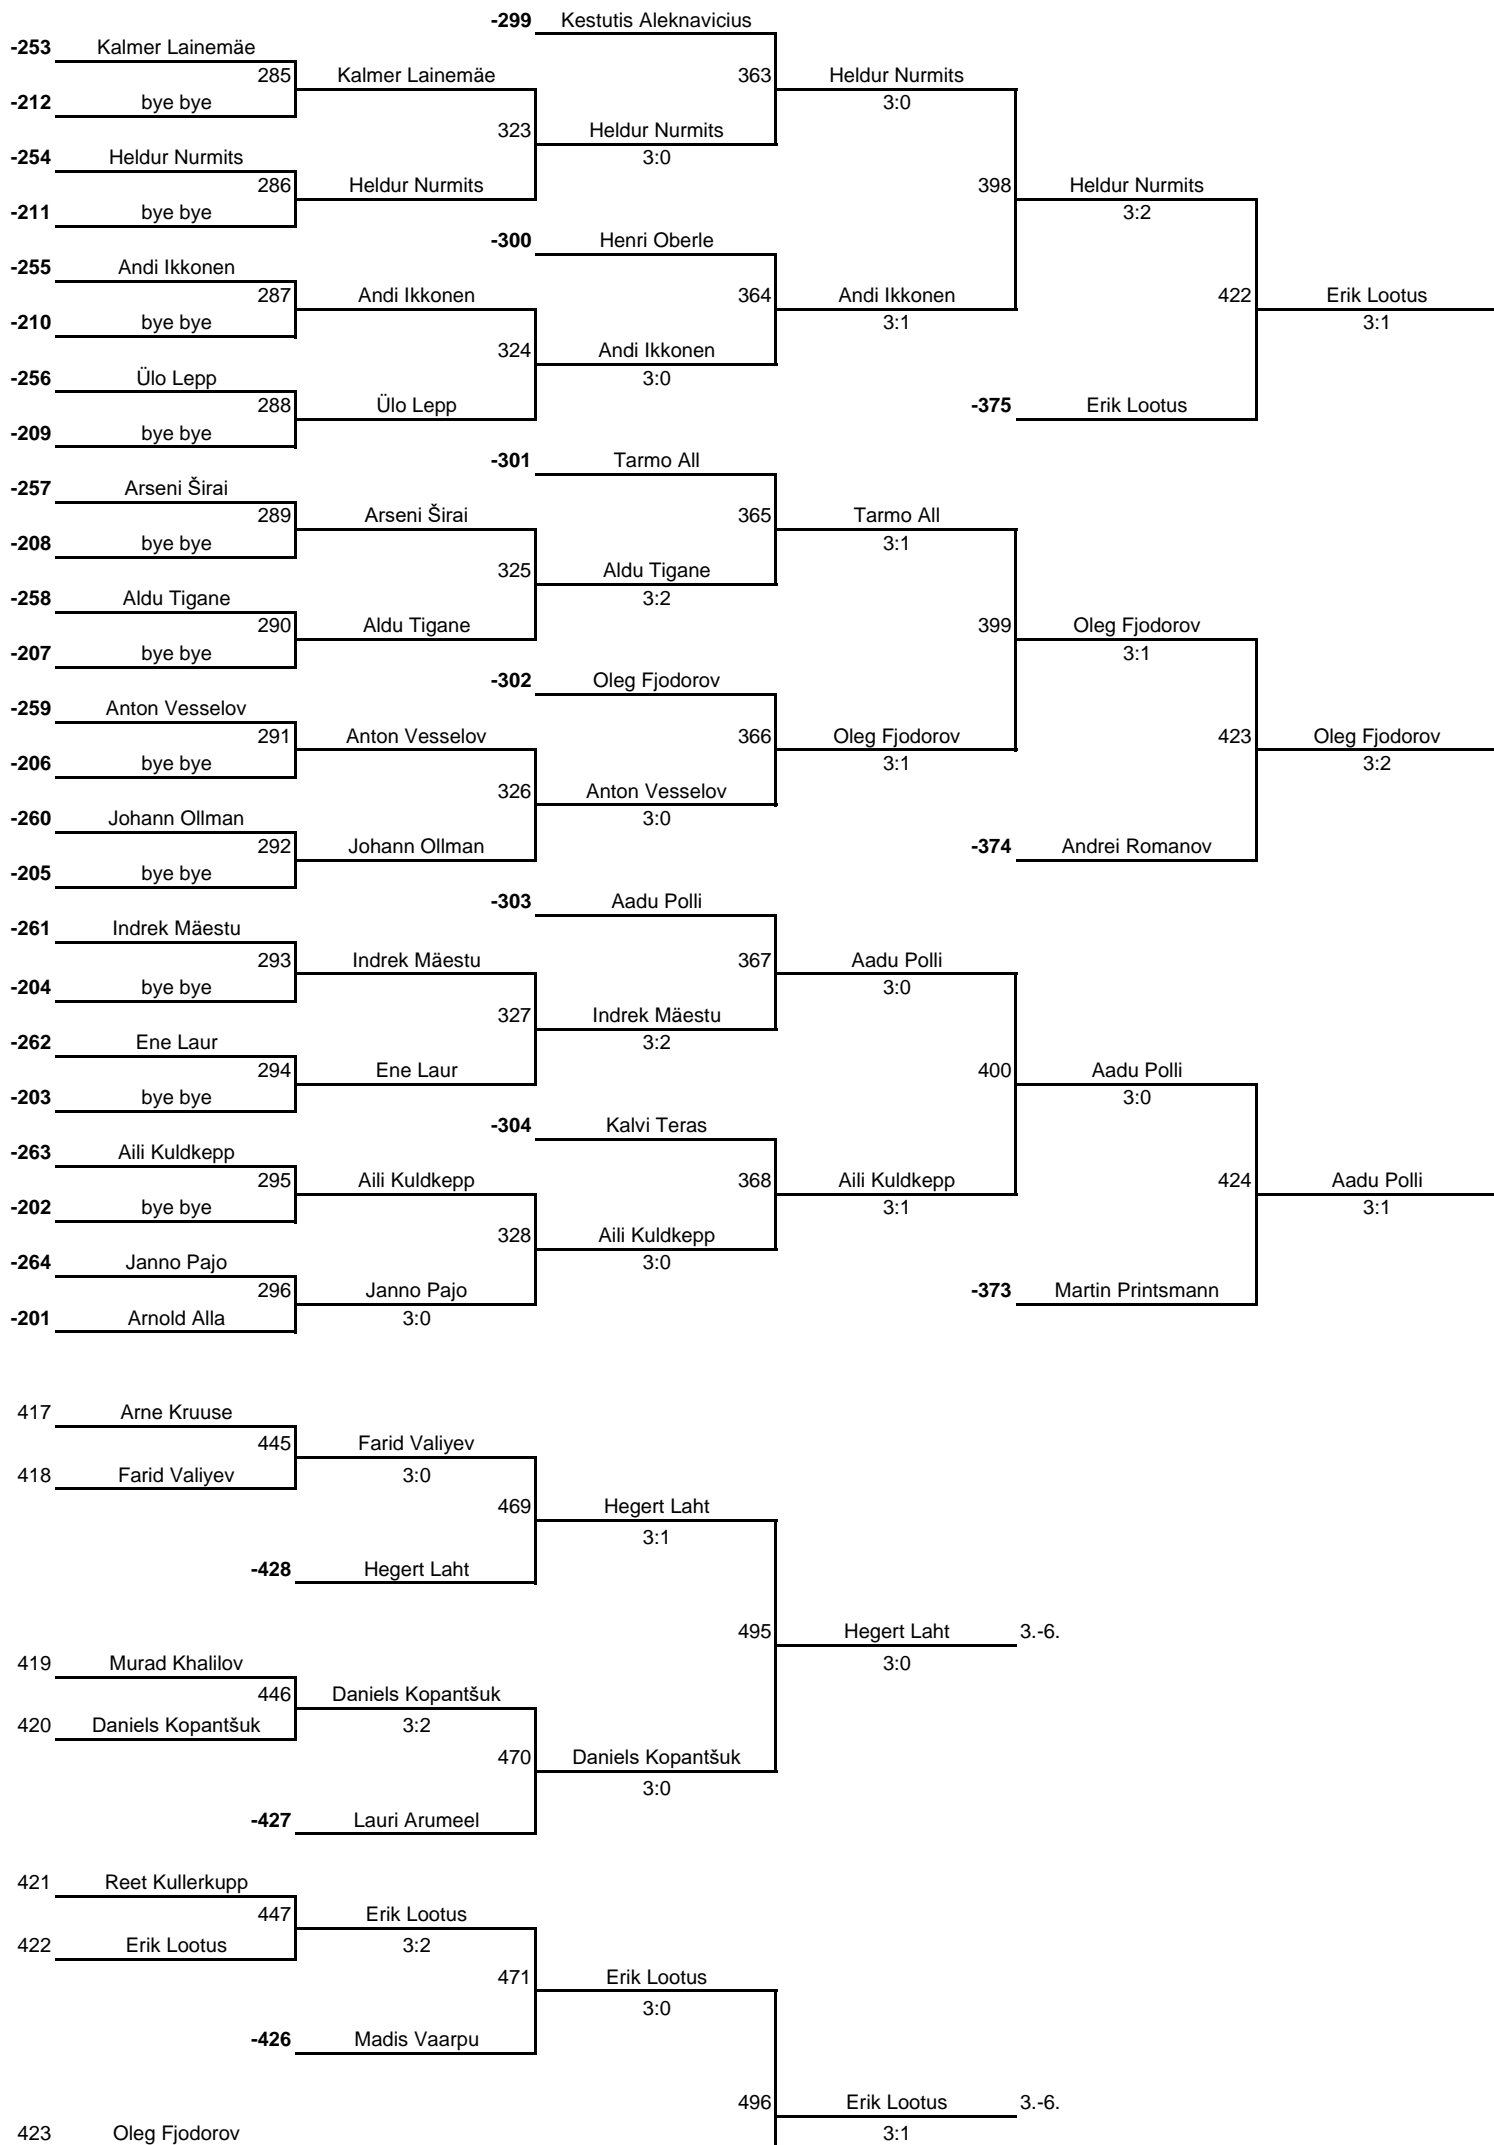 -299 Kestutis Aleknavicius
-253 Kalmer Lainemäe
285 Kalmer Lainemäe 363 Heldur Nurmits
-212 bye bye 3:0
323 Heldur Nurmits
-254 Heldur Nurmits 3:0
286 Heldur Nurmits 398 Heldur Nurmits
-211 bye bye 3:2
-300 Henri Oberle
-255 Andi Ikkonen
287 Andi Ikkonen 364 Andi Ikkonen 422 Erik Lootus
-210 bye bye 3:1 3:1
324 Andi Ikkonen
-256 Ülo Lepp 3:0
288 Ülo Lepp -375 Erik Lootus
-209 bye bye
-301 Tarmo All
-257 Arseni Širai
289 Arseni Širai 365 Tarmo All
-208 bye bye 3:1
325 Aldu Tigane
-258 Aldu Tigane 3:2
290 Aldu Tigane 399 Oleg Fjodorov
-207 bye bye 3:1
-302 Oleg Fjodorov
-259 Anton Vesselov
291 Anton Vesselov 366 Oleg Fjodorov 423 Oleg Fjodorov
-206 bye bye 3:1 3:2
326 Anton Vesselov
-260 Johann Ollman 3:0
292 Johann Ollman -374 Andrei Romanov
-205 bye bye
-303 Aadu Polli
-261 Indrek Mäestu
293 Indrek Mäestu 367 Aadu Polli
-204 bye bye 3:0
327 Indrek Mäestu
-262 Ene Laur 3:2
294 Ene Laur 400 Aadu Polli
-203 bye bye 3:0
-304 Kalvi Teras
-263 Aili Kuldkepp
295 Aili Kuldkepp 368 Aili Kuldkepp 424 Aadu Polli
-202 bye bye 3:1 3:1
328 Aili Kuldkepp
-264 Janno Pajo 3:0
296 Janno Pajo -373 Martin Printsmann
-201 Arnold Alla 3:0
417 Arne Kruuse
445 Farid Valiyev
418 Farid Valiyev 3:0
469 Hegert Laht
3:1
-428 Hegert Laht
495 Hegert Laht 3.-6.
419 Murad Khalilov 3:0
446 Daniels Kopantšuk
420 Daniels Kopantšuk 3:2
470 Daniels Kopantšuk
3:0
-427 Lauri Arumeel
421 Reet Kullerkupp
447 Erik Lootus
422 Erik Lootus 3:2
471 Erik Lootus
3:0
-426 Madis Vaarpu
496 Erik Lootus 3.-6.
423 Oleg Fjodorov 3:1